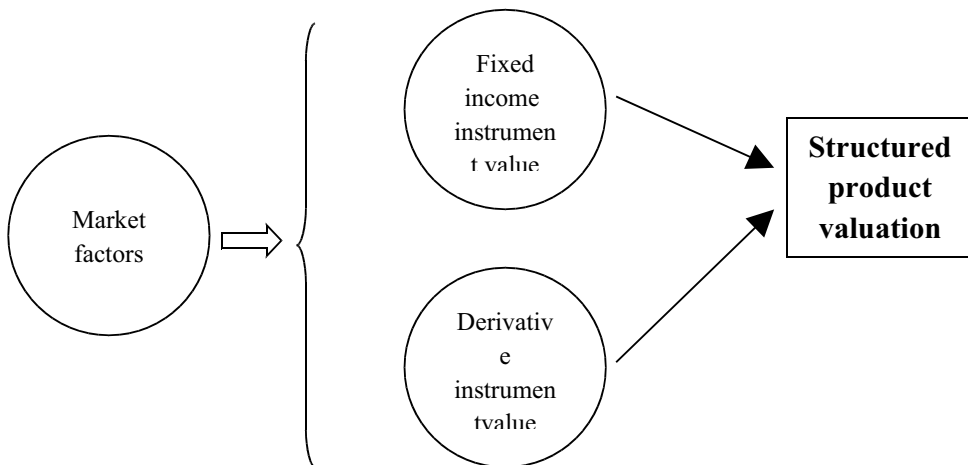 Market
factors
Fixed
income
instrumen
t value
Derivativ
e
instrumen
tvalue
Structured
product
valuation